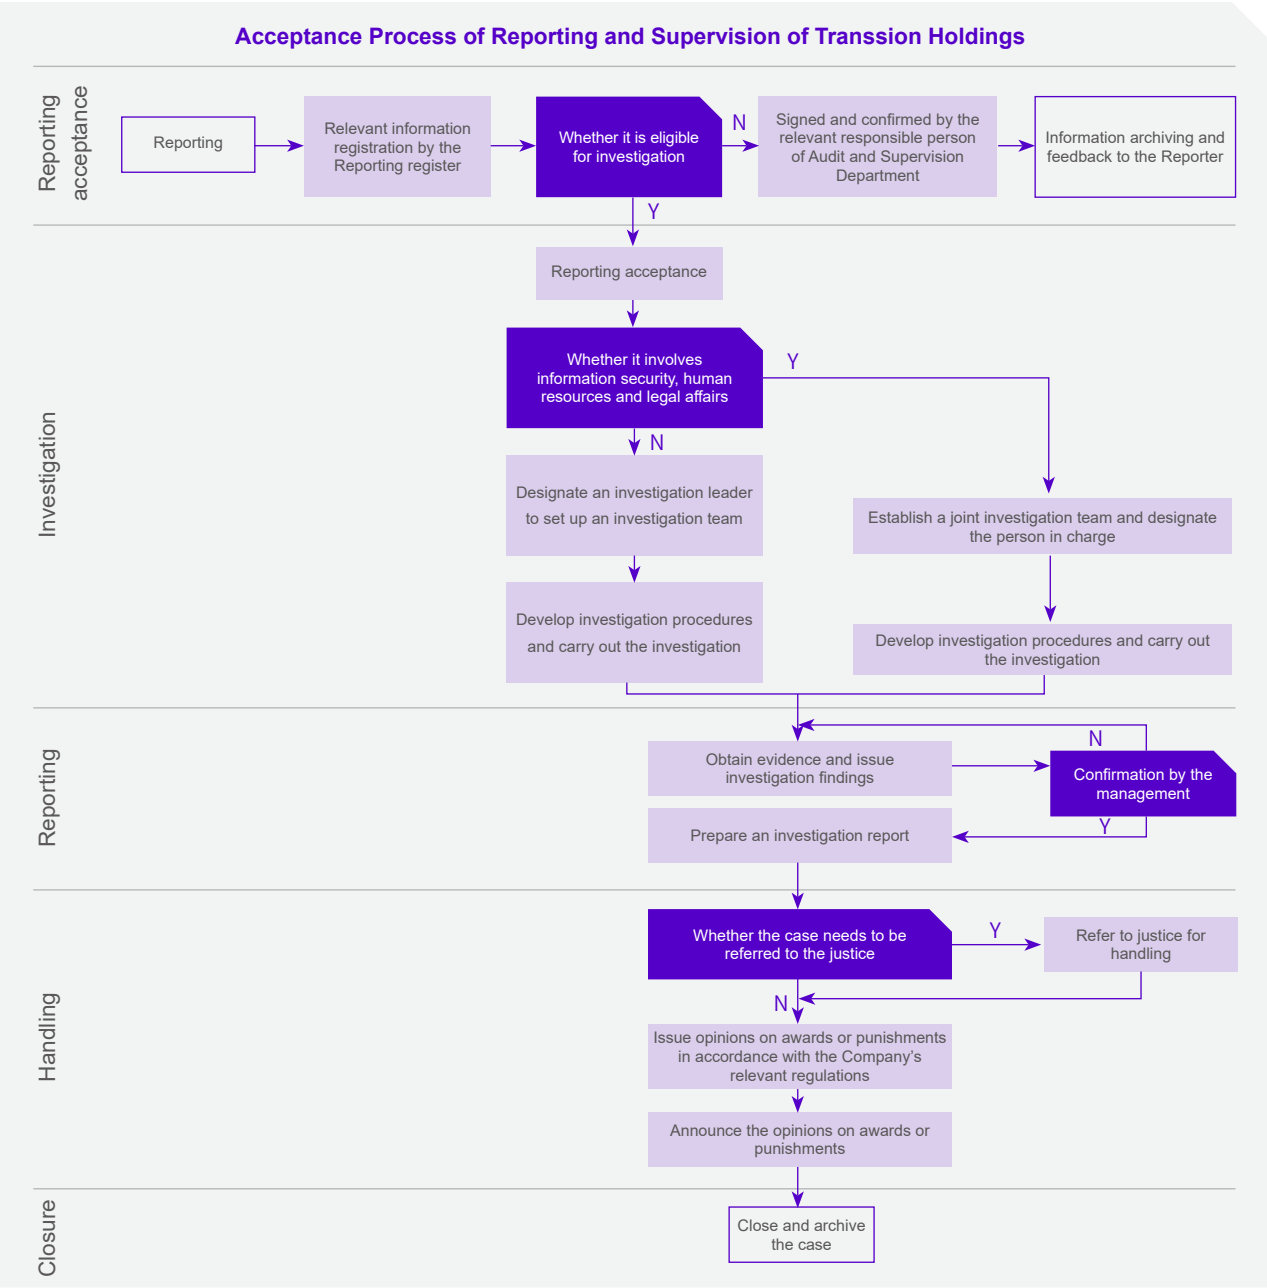 Acceptance Process of Reporting and Supervision of Transsion Holdings
Reporting
acceptance
Reporting
Relevant information
registration by the
Reporting register
Whether it is eligible
for investigation
N
Signed and confirmed by the
relevant responsible person
of Audit and Supervision
Department
Information archiving and
feedback to the Reporter
Y
Investigation
Reporting acceptance
Whether it involves
information security, human
resources and legal affairs
Y
N
Designate an investigation leader
to set up an investigation team
Establish a joint investigation team and designate
the person in charge
Develop investigation procedures
and carry out the investigation
Develop investigation procedures and carry out
the investigation
Reporting
Obtain evidence and issue
investigation findings
N
Confirmation by the
management
Y
Prepare an investigation report
Handling
Whether the case needs to be
referred to the justice
Y
Refer to justice for
handling
N
Issue opinions on awards or punishments
in accordance with the Company’s
relevant regulations
Announce the opinions on awards or
punishments
Closure
Close and archive
the case